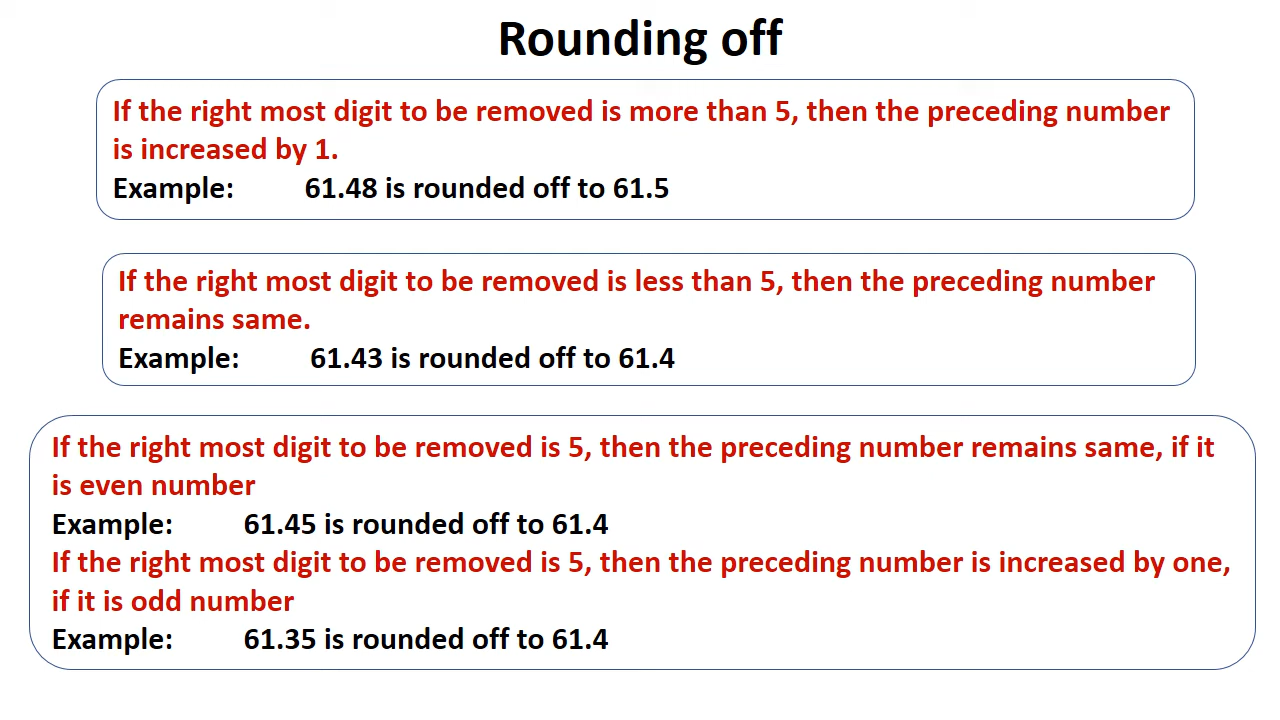 Rounding off
If the right most digit to be removed is more than 5, then the preceding number
is increased by 1.
Example: 61.48 is rounded off to 61.5
If the right most digit to be removed is less than 5, then the preceding number
remains same.
Example: 61.43 is rounded off to 61.4
If the right most digit to be removed is 5, then the preceding number remains same, if it
is even number
Example: 61.45 is rounded off to 61.4
If the right most digit to be removed is 5, then the preceding number is increased by one,
if it is odd number
Example: 61.35 is rounded off to 61.4